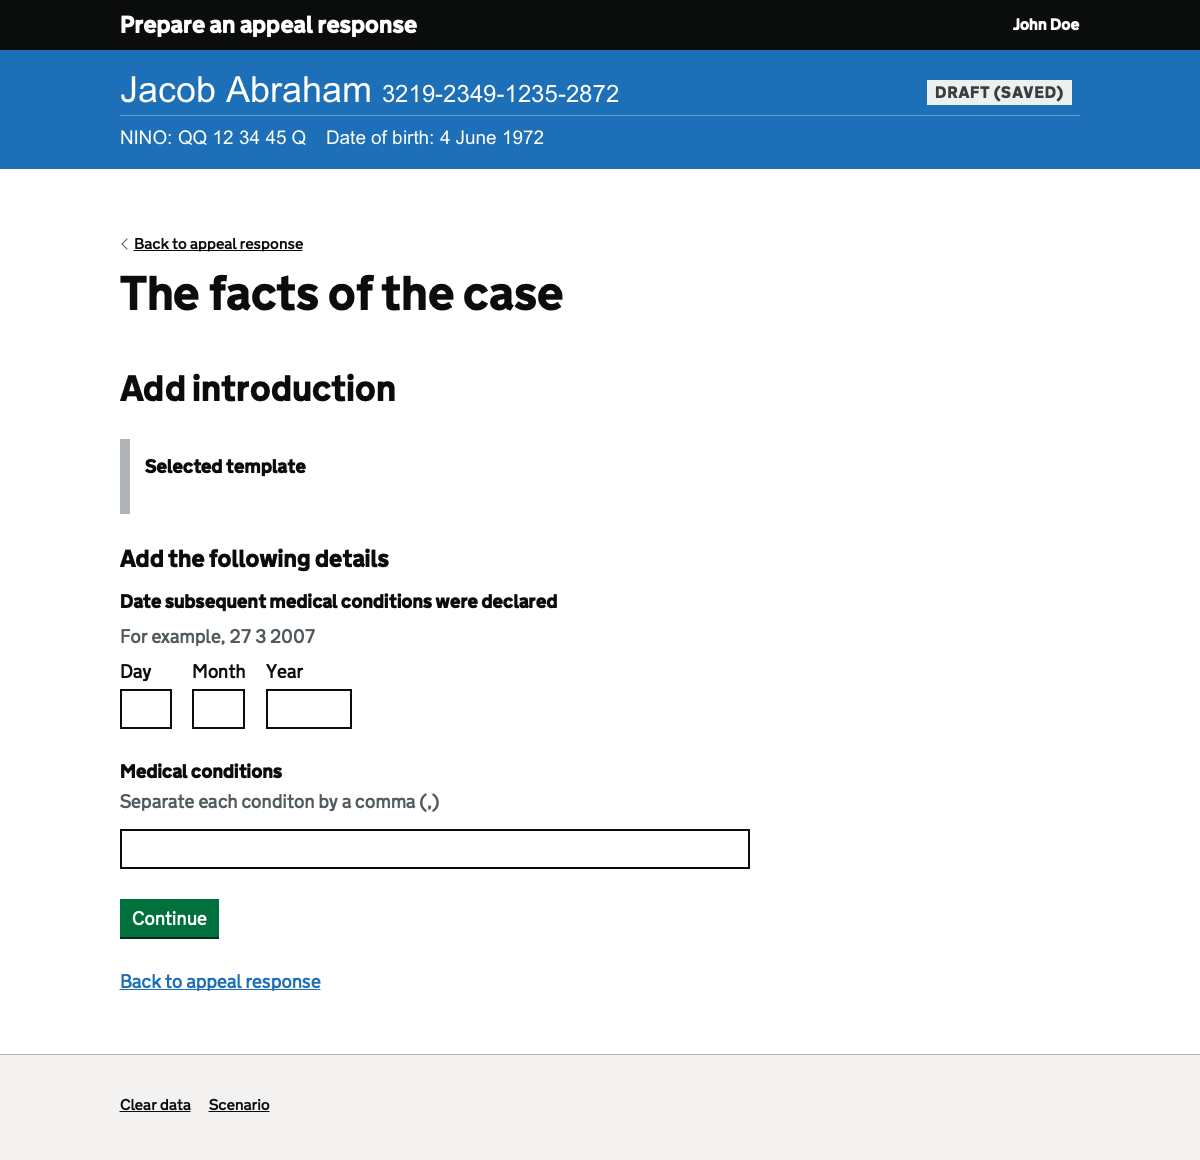 Prepare an appeal response
John Doe
Jacob Abraham 3219-2349-1235-2872
DRAFT (SAVED)
NINO: QQ 12 34 45 Q Date of birth: 4 June 1972
Back to appeal response
The facts of the case
Add introduction
Selected template
Add the following details
Date subsequent medical conditions were declared
For example, 27 3 2007
Day Month Year
Medical conditions
Separate each conditon by a comma (,)
Continue
Back to appeal response
Clear data Scenario